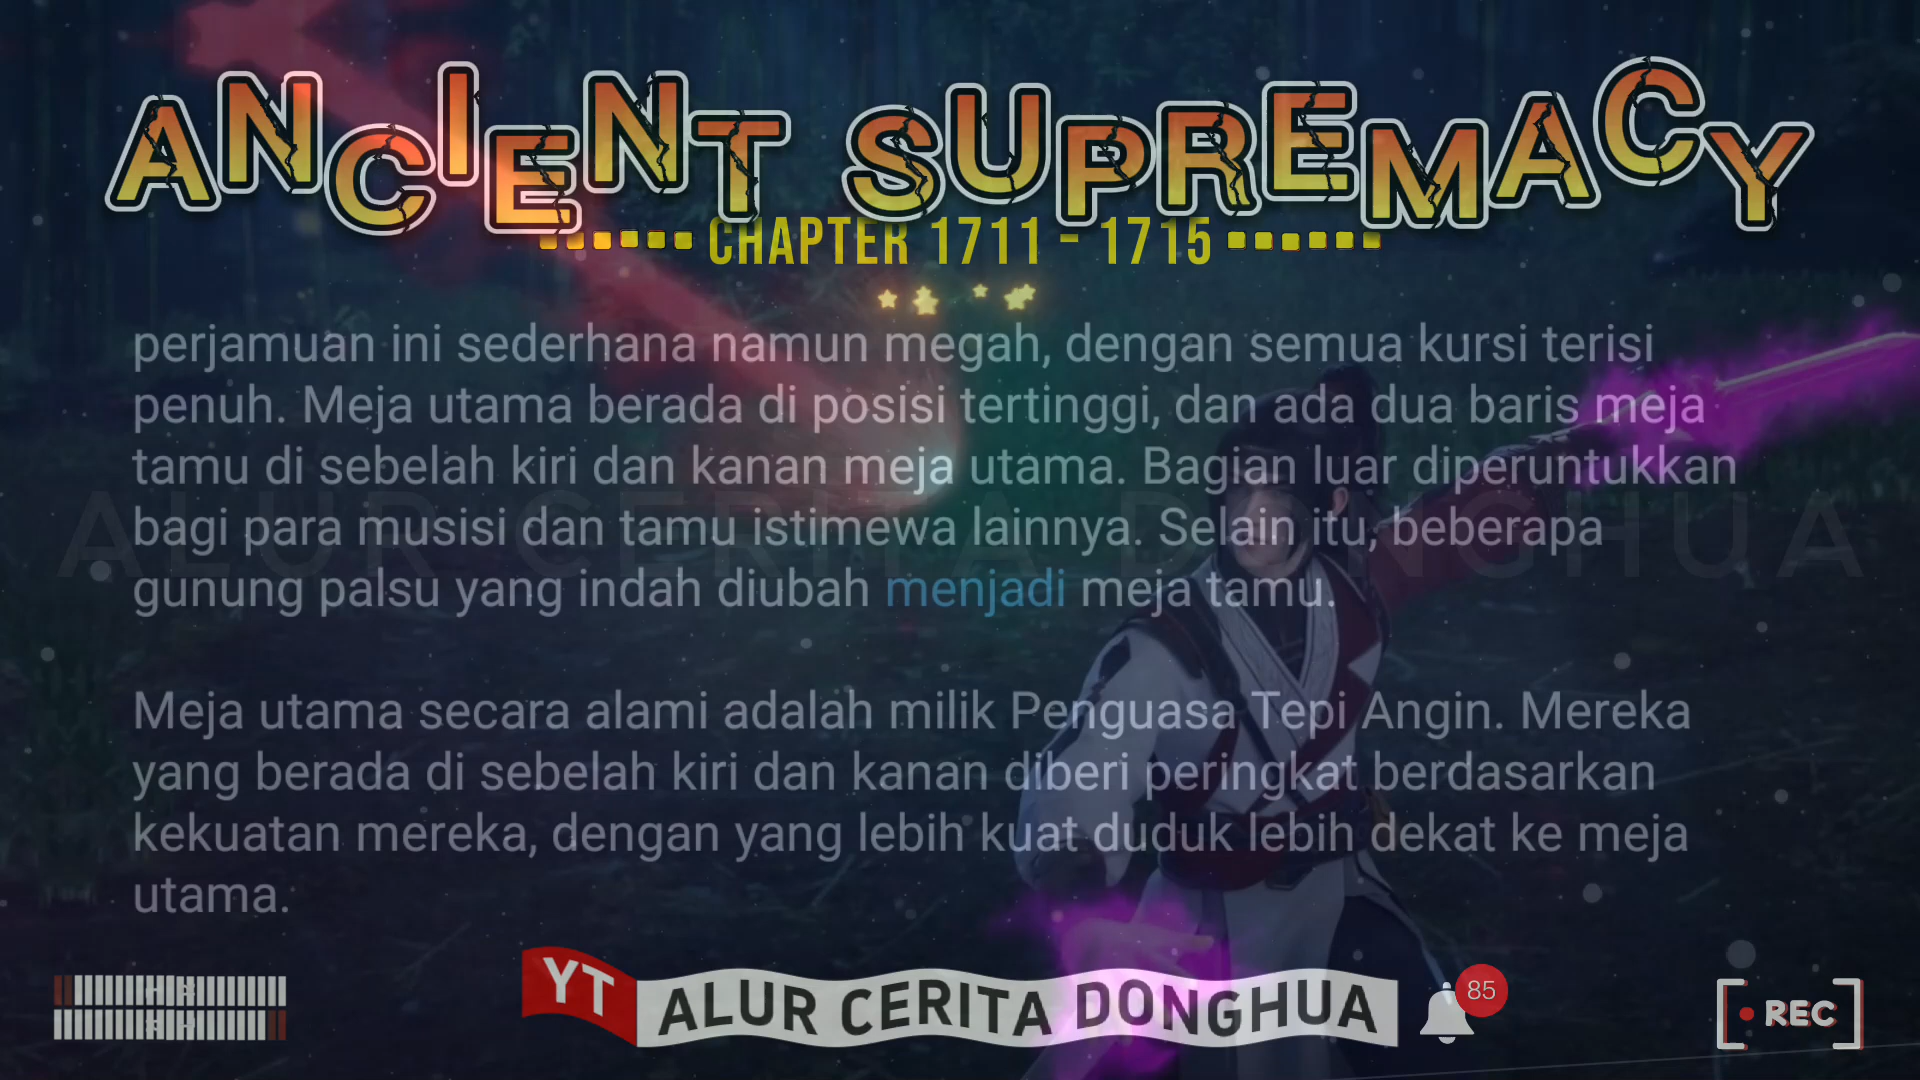 ANCIENT SUPREMACY
CHAPTER 1711 - 1715
perjamuan ini sederhana namun megah, dengan semua kursi terisi
penuh. Meja utama berada di posisi tertinggi, dan ada dua baris meja
tamu di sebelah kiri dan kanan meja utama. Bagian luar diperuntukkan
bagi para musisi dan tamu istimewa lainnya. Selain itu, beberapa
gunung palsu yang indah diubah menjadi meja tamu.
ALUR CERITA DONGHUA
Meja utama secara alami adalah milik Penguasa Tepi Angin. Mereka
yang berada di sebelah kiri dan kanan diberi peringkat berdasarkan
kekuatan mereka, dengan yang lebih kuat duduk lebih dekat ke meja
utama.
YT ALUR CERITA DONGHUA
85
REC